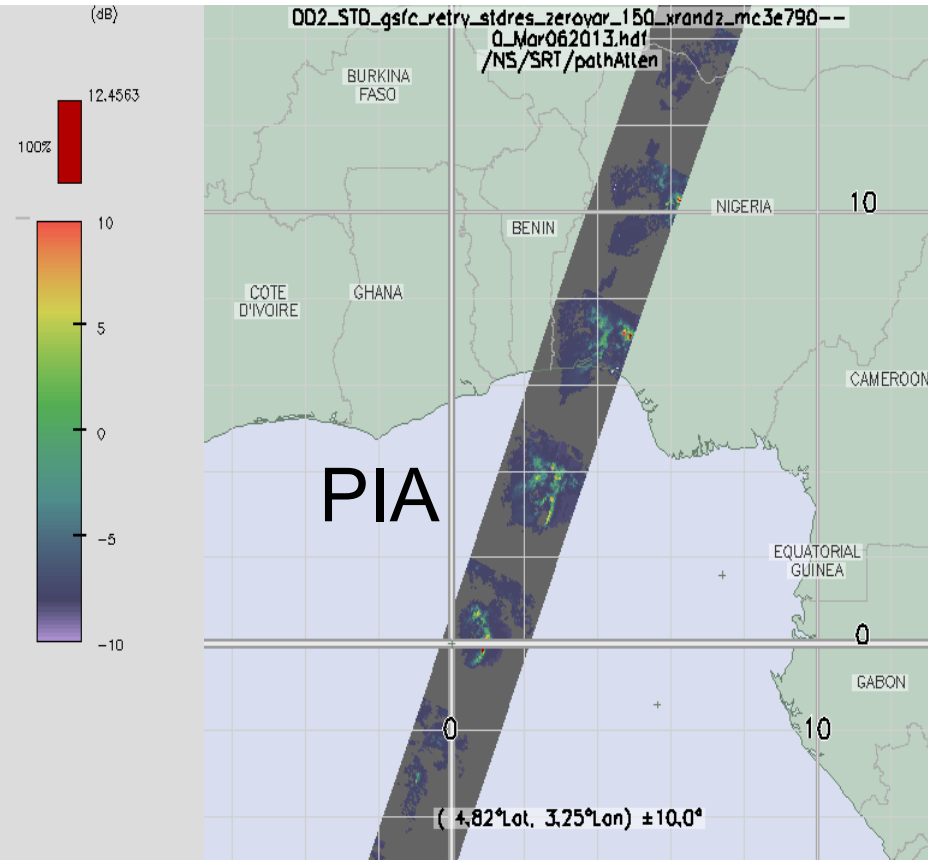 (dB)
12.4563
100%
10
5
0
−5
−10
DD2_STD_gsfc_retry_stdres_zerovar_150_xrandz_mc3e790--
0_Mar062013.hdf
/NS/SRT/pathAtten
BURKINA
FASO
BENIN
NIGERIA
10
COTE
D'IVOIRE
GHANA
CAMEROON
PIA
EQUATORIAL
GUINEA
0
GABON
0
10
( 4.82°Lat, 3.25°Lon) ±10.0°